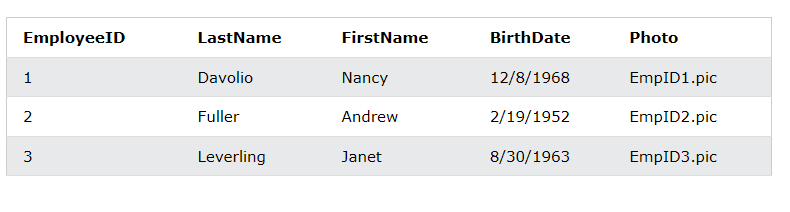 EmployeeID LastName FirstName BirthDate Photo
1 Davolio Nancy 12/8/1968 EmpID1.pic
2 Fuller Andrew 2/19/1952 EmpID2.pic
3 Leverling Janet 8/30/1963 EmpID3.pic